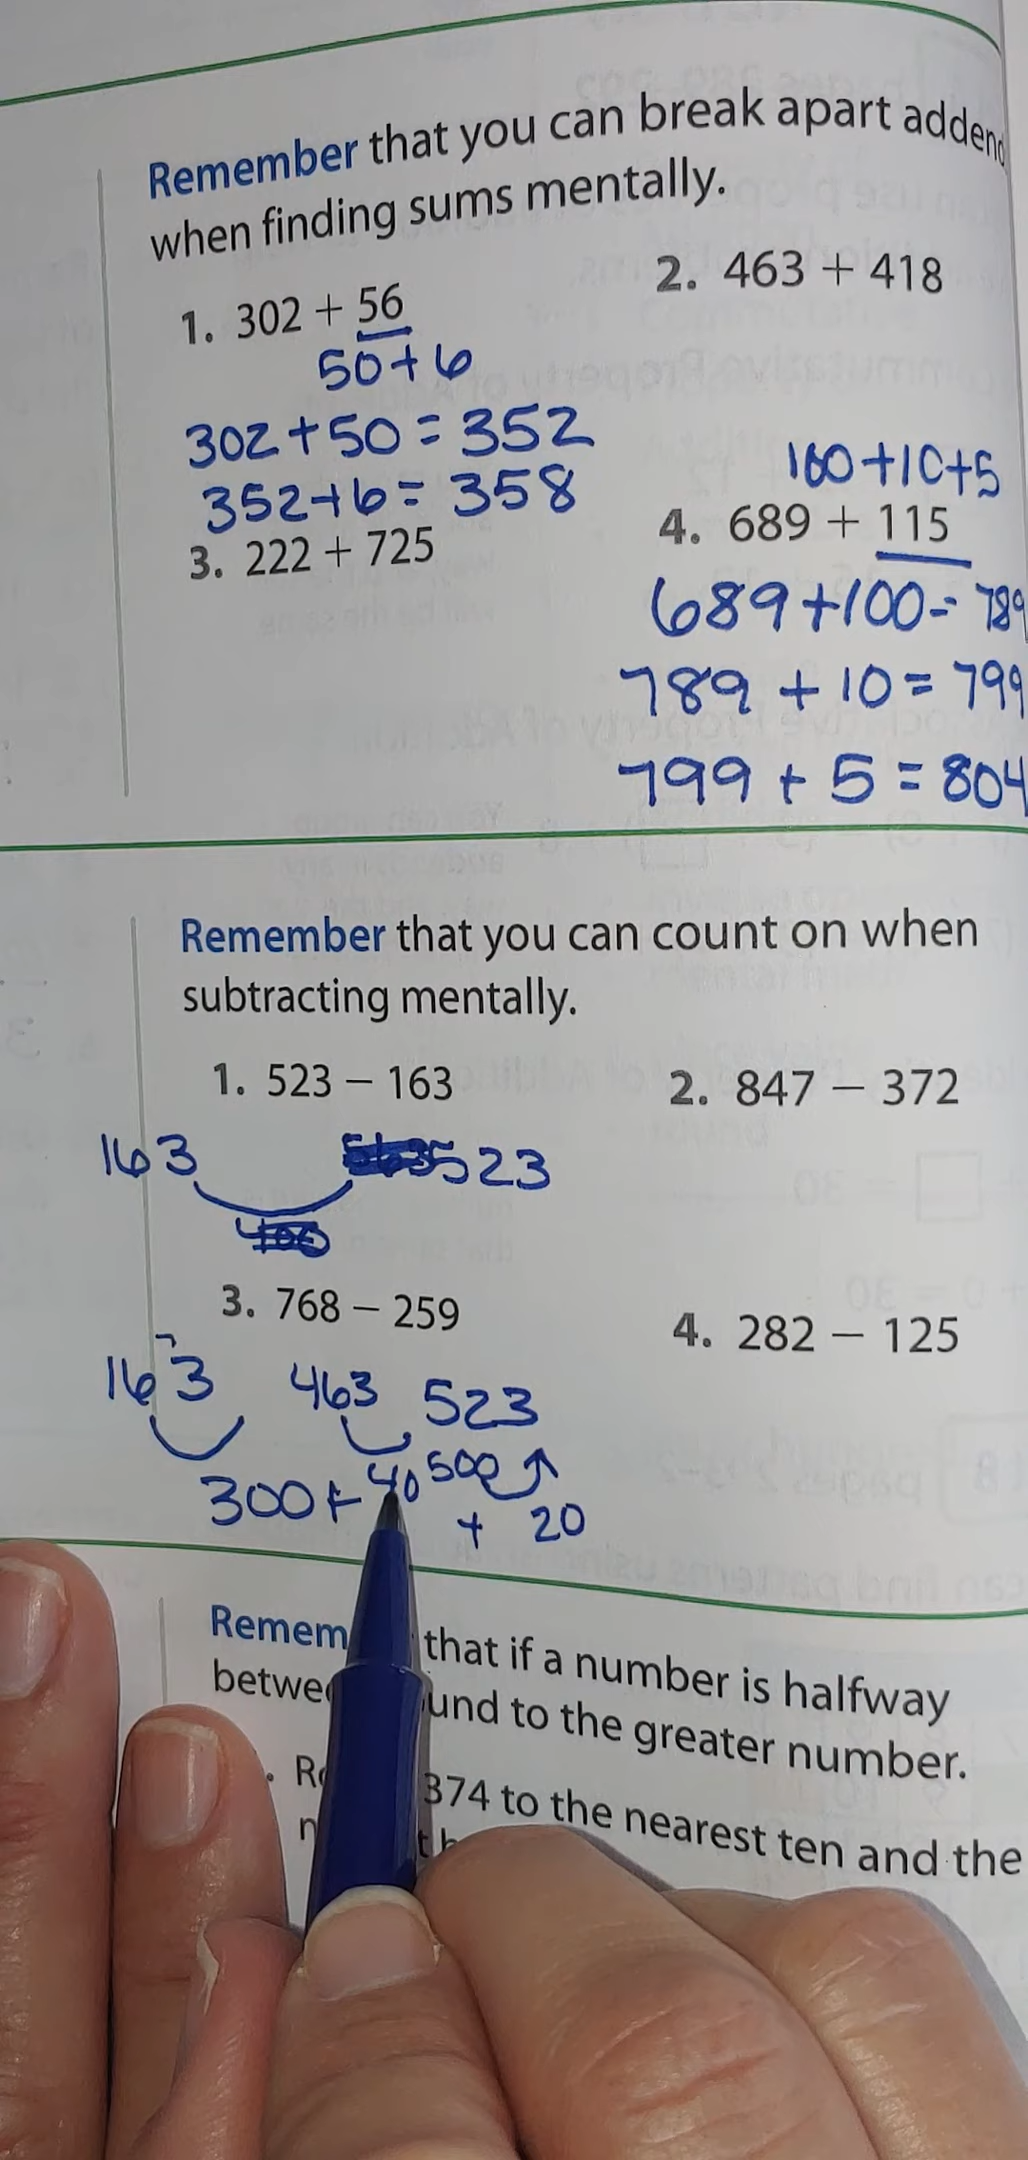 Remember that you can break apart addend
when finding sums mentally.
1. 302 + 56
2. 463 + 418
50+6
302+50=352
352+6=358
3. 222 + 725
100+10+5
4. 689 + 115
689+100=789
789+10=799
799+5=804
Remember that you can count on when
subtracting mentally.
1. 523 – 163
2. 847 – 372
163 523
3. 768 – 259
4. 282 – 125
163 463 523
300+40 500
+ 20
that if a number is halfway
to the greater number.
374 to the nearest ten and the